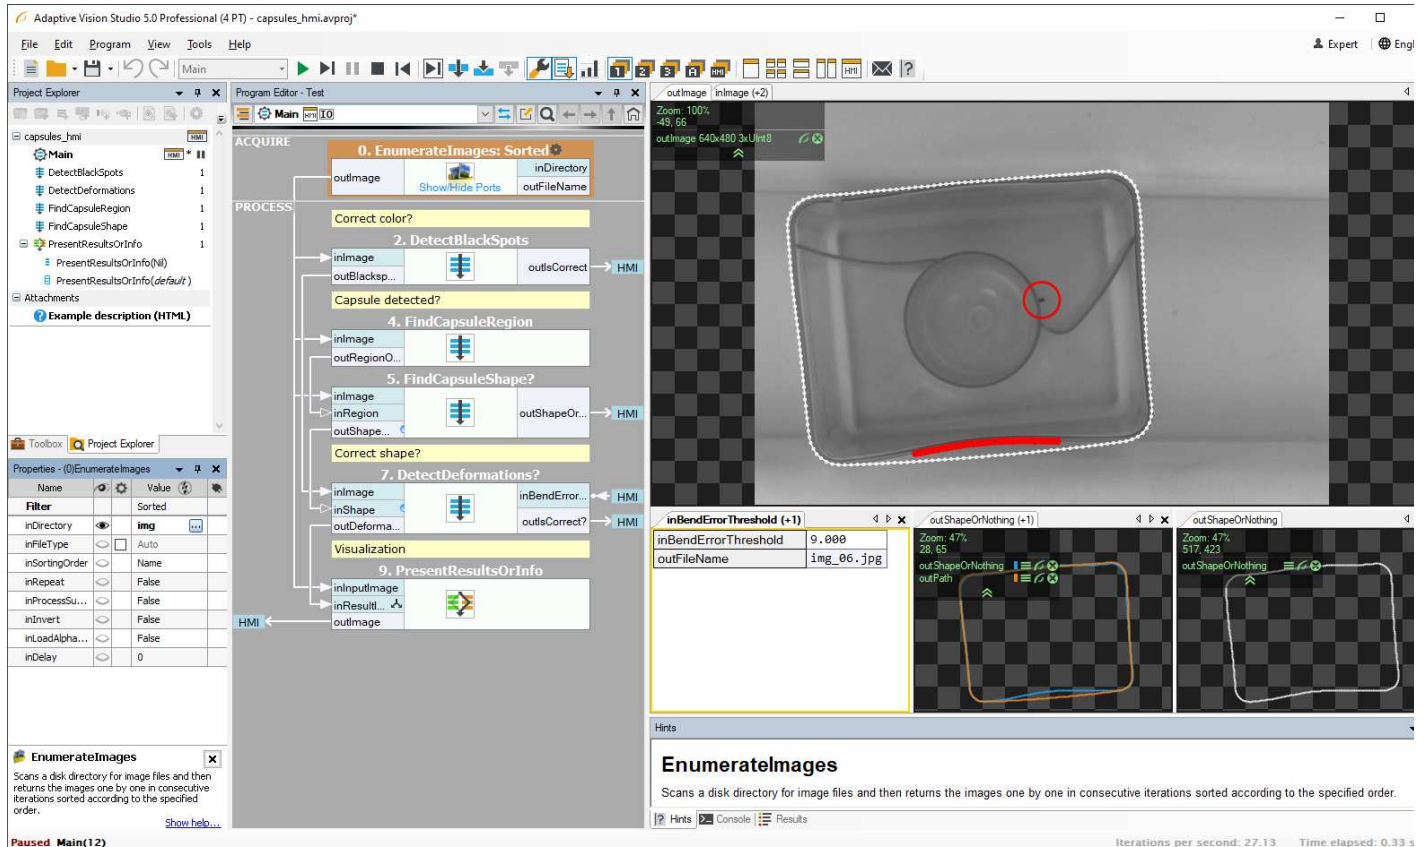 Adaptive Vision Studio 5.0 Professional (4 PT) - capsules_hmi.avproj*
File Edit Program View Tools Help
Expert
Main
Project Explorer
capsules_hmi HMI
Main HMI *
DetectBlackSpots 1
DetectDeformations 1
FindCapsuleRegion 1
FindCapsuleShape 1
PresentResultsOrInfo 1
PresentResultsOrInfo(Nil)
PresentResultsOrInfo(default)
Attachments
Example description (HTML)
Toolbox Project Explorer
Properties - (0)EnumerateImages
Name Value
Filter Sorted
inDirectory img ...
inFileType Auto
inSortingOrder Name
inRepeat False
inProcessSu... False
inInvert False
inLoadAlpha... False
inDelay 0
EnumerateImages
Scans a disk directory for image files and then
returns the images one by one in consecutive
iterations sorted according to the specified
order.
Show help...
Program Editor - Test
Main HMI IO
ACQUIRE
0. EnumerateImages: Sorted
outImage
Show/Hide Ports
inDirectory
outFileName
PROCESS
Correct color?
2. DetectBlackSpots
inImage
outBlacksp...
outIsCorrect
HMI
Capsule detected?
4. FindCapsuleRegion
inImage
outRegionO...
5. FindCapsuleShape?
inImage
inRegion
outShape...
outShapeOr...
HMI
Correct shape?
7. DetectDeformations?
inImage
inShape
outDeforma...
inBendError...
HMI
outIsCorrect?
HMI
Visualization
9. PresentResultsOrInfo
inInputImage
inResultI...
outImage
HMI
outImage inImage (+2)
Zoom: 100%
-49, 66
outImage 640x480 3xUInt8
inBendErrorThreshold (+1)
inBendErrorThreshold 9.000
outFileName img_06.jpg
outShapeOrNothing (+1)
Zoom: 47%
28, 65
outShapeOrNothing
outPath
outShapeOrNothing
Zoom: 47%
517, 423
outShapeOrNothing
Hints
EnumerateImages
Scans a disk directory for image files and then returns the images one by one in consecutive iterations sorted according to the specified order.
Hints Console Results
Paused Main(12)
Iterations per second: 27.13 Time elapsed: 0.33 s